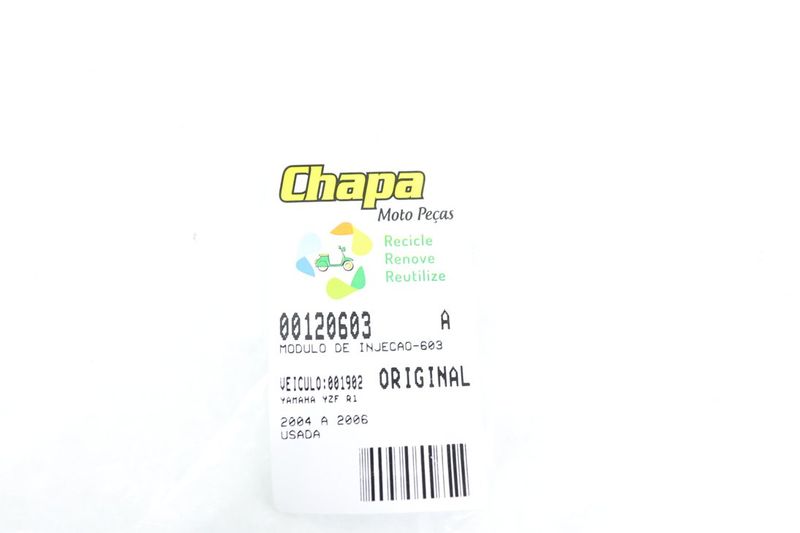 Chapa
Moto Peças
Recicle
Renove
Reutilize
00120603 A
MODULO DE INJECAO-603
VEICULO:001902 ORIGINAL
YAMAHA YZF R1
2004 A 2006
USADA